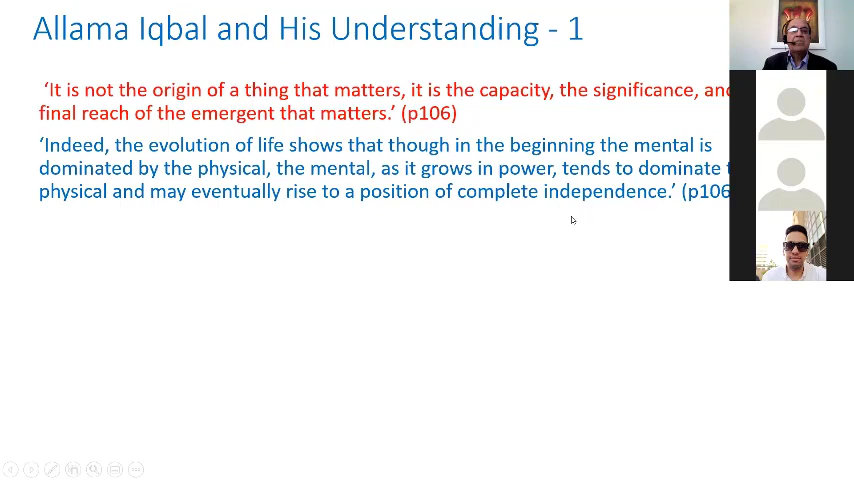 Allama Iqbal and His Understanding - 1
‘It is not the origin of a thing that matters, it is the capacity, the significance, and
final reach of the emergent that matters.’ (p106)
‘Indeed, the evolution of life shows that though in the beginning the mental is
dominated by the physical, the mental, as it grows in power, tends to dominate
physical and may eventually rise to a position of complete independence.’ (p106